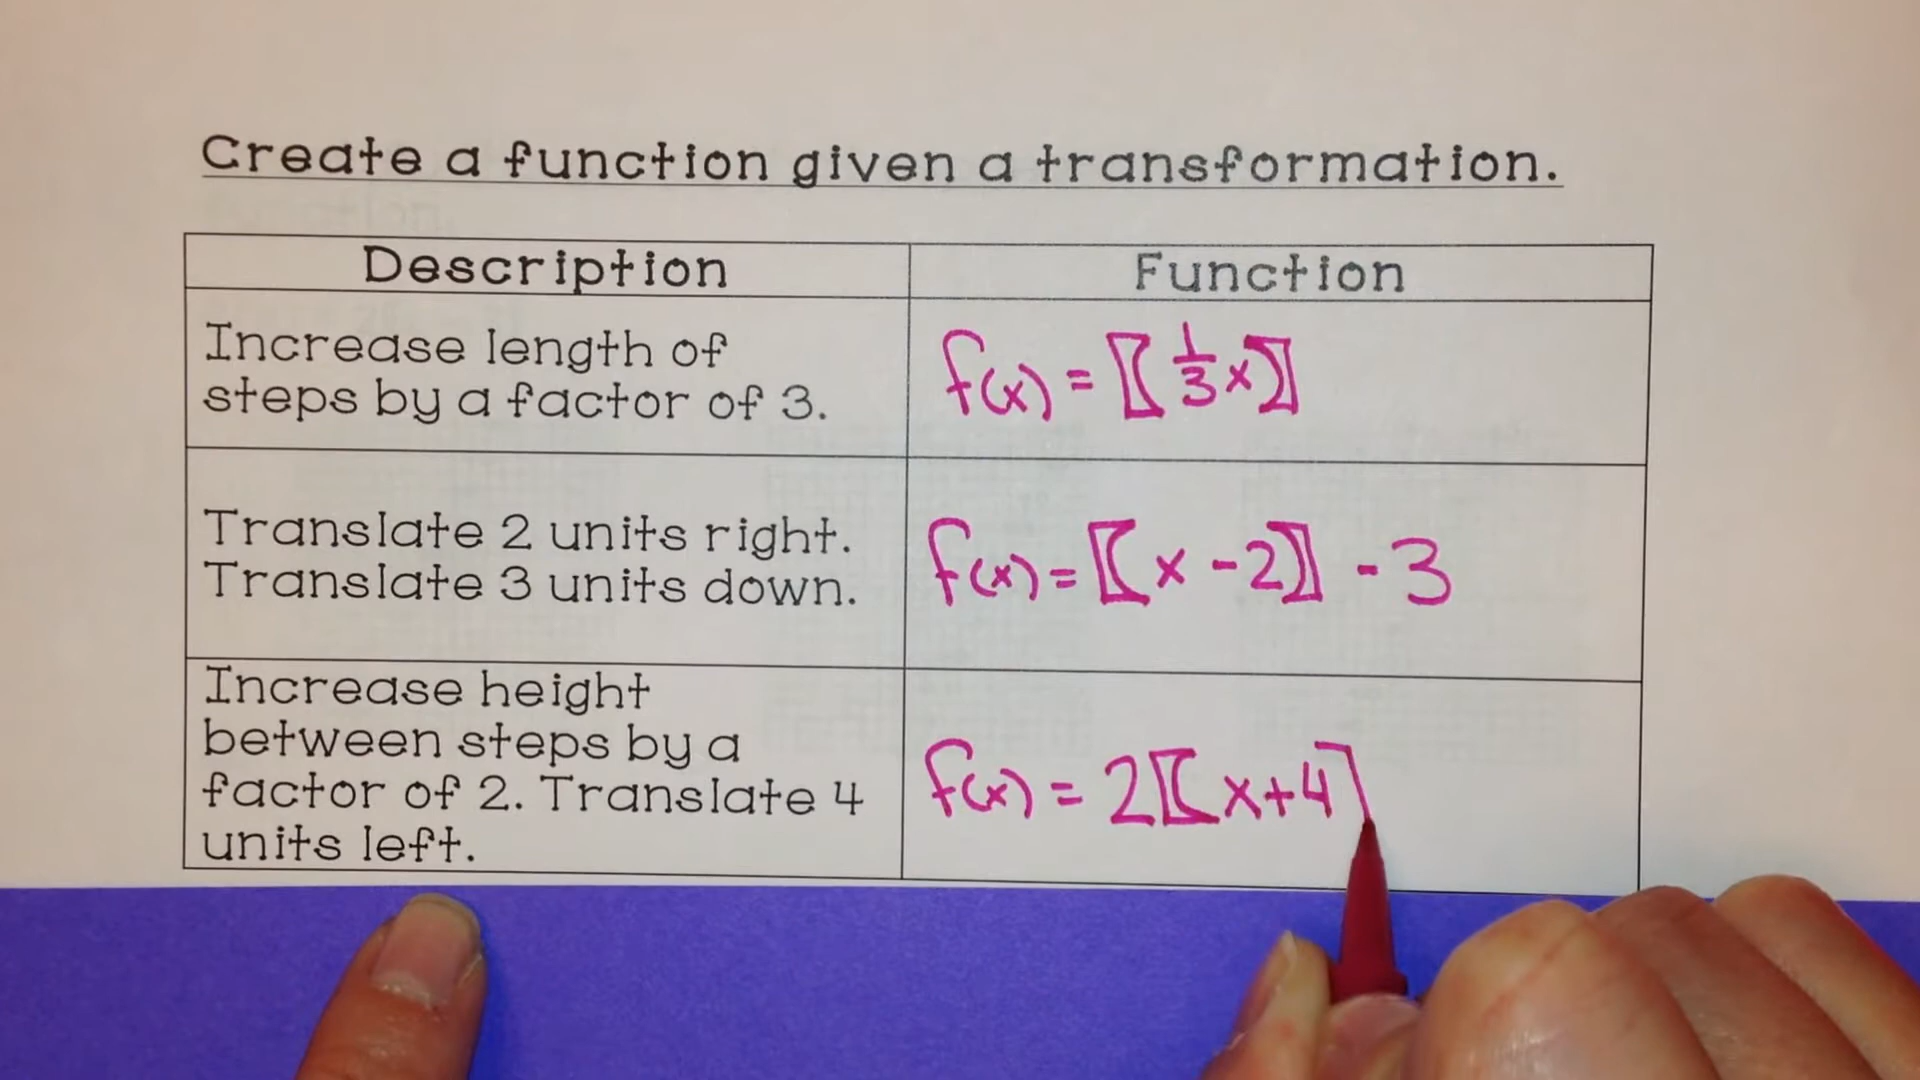 Create a function given a transformation.
Description
Function
Increase length of
steps by a factor of 3.
f(x) = ⟦1/3 x⟧
Translate 2 units right.
Translate 3 units down.
f(x) = ⟦x - 2⟧ - 3
Increase height
between steps by a
factor of 2. Translate 4
units left.
f(x) = 2⟦x+4]